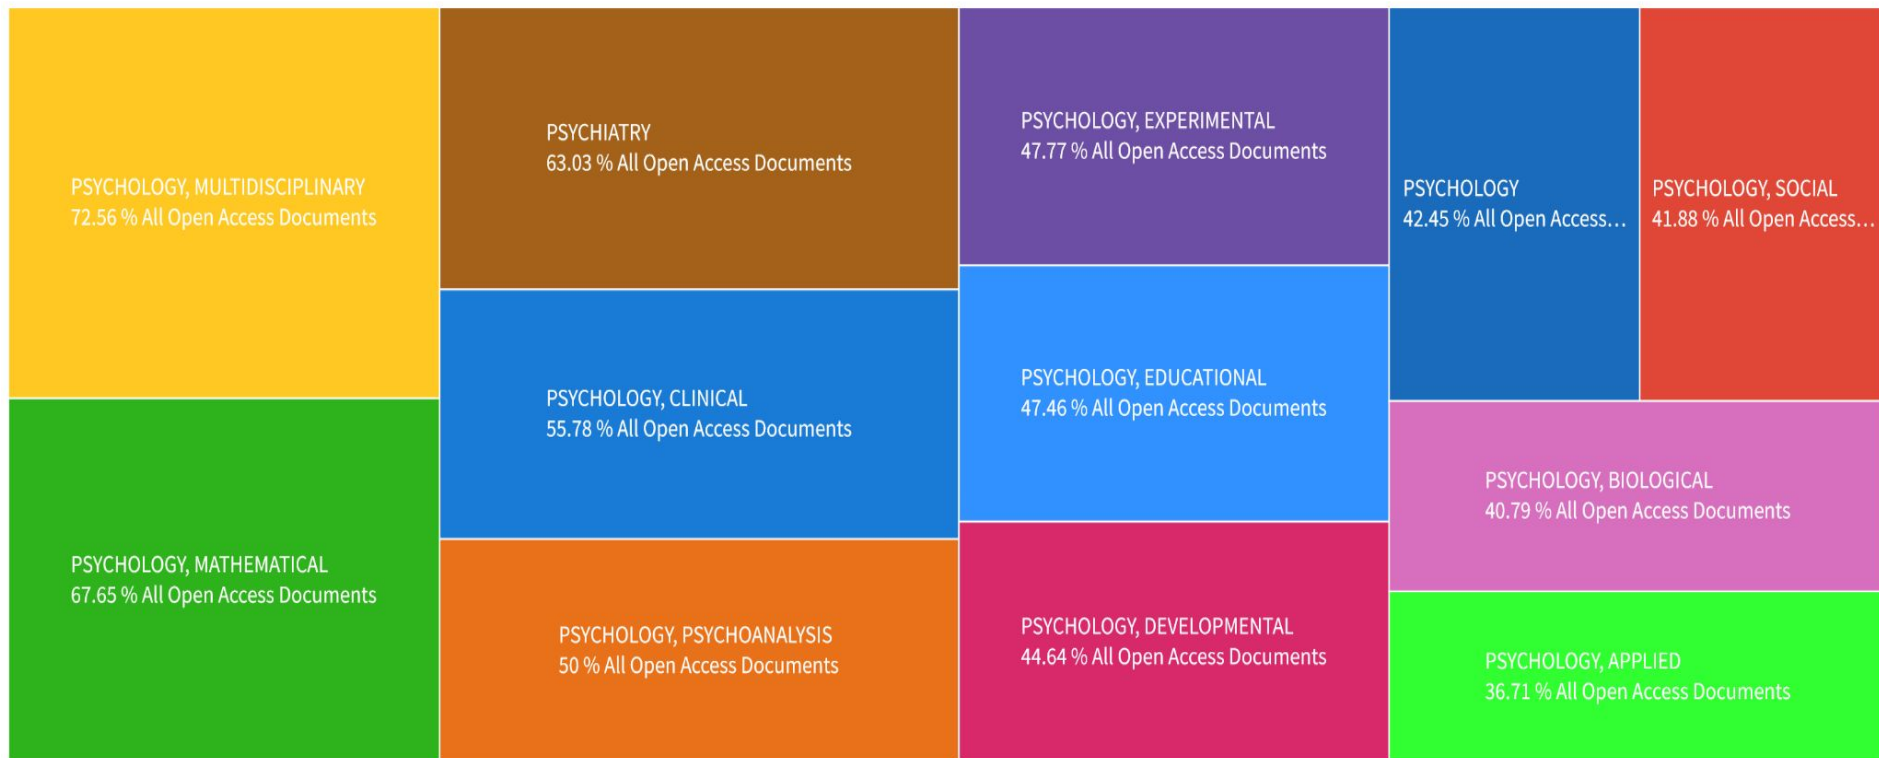 PSYCHOLOGY, MULTIDISCIPLINARY
72.56 % All Open Access Documents
PSYCHOLOGY, MATHEMATICAL
67.65 % All Open Access Documents
PSYCHIATRY
63.03 % All Open Access Documents
PSYCHOLOGY, CLINICAL
55.78 % All Open Access Documents
PSYCHOLOGY, PSYCHOANALYSIS
50 % All Open Access Documents
PSYCHOLOGY, EXPERIMENTAL
47.77 % All Open Access Documents
PSYCHOLOGY, EDUCATIONAL
47.46 % All Open Access Documents
PSYCHOLOGY, DEVELOPMENTAL
44.64 % All Open Access Documents
PSYCHOLOGY
42.45 % All Open Access...
PSYCHOLOGY, SOCIAL
41.88 % All Open Access...
PSYCHOLOGY, BIOLOGICAL
40.79 % All Open Access Documents
PSYCHOLOGY, APPLIED
36.71 % All Open Access Documents